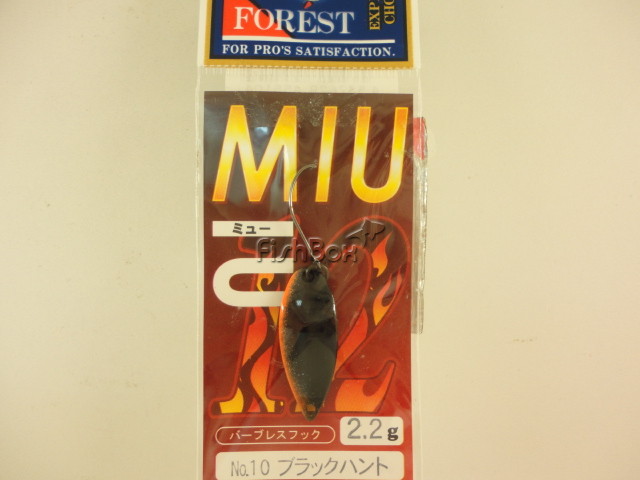 FOREST
FOR PRO'S SATISFACTION.
MIU
ミュー
FishBox
12
バーブレスフック
2.2g
No.10 ブラックハント